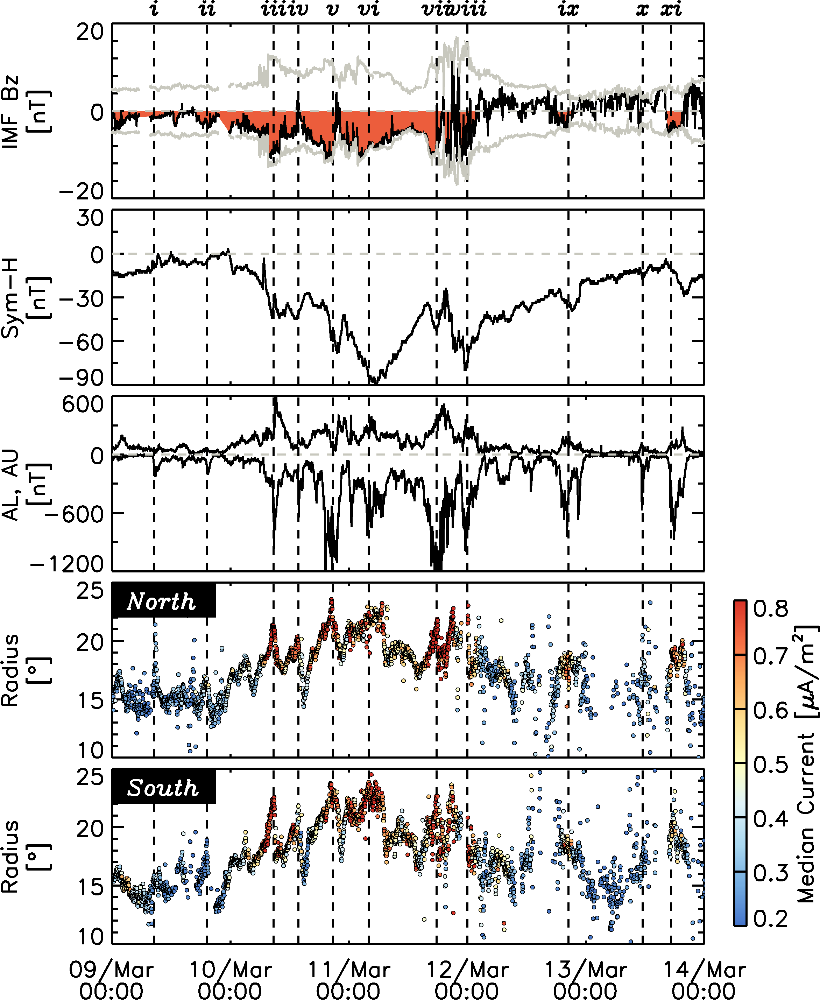 i ii iii iv v vi vii viii ix x xi
20
0
−20
IMF Bz
[nT]
30
0
−30
−60
−90
Sym−H
[nT]
600
0
−600
−1200
AL, AU
[nT]
North
25
20
15
10
Radius
[°]
South
25
20
15
10
Radius
[°]
0.8
0.7
0.6
0.5
0.4
0.3
0.2
Median Current [μA/m²]
09/Mar 10/Mar 11/Mar 12/Mar 13/Mar 14/Mar
00:00 00:00 00:00 00:00 00:00 00:00